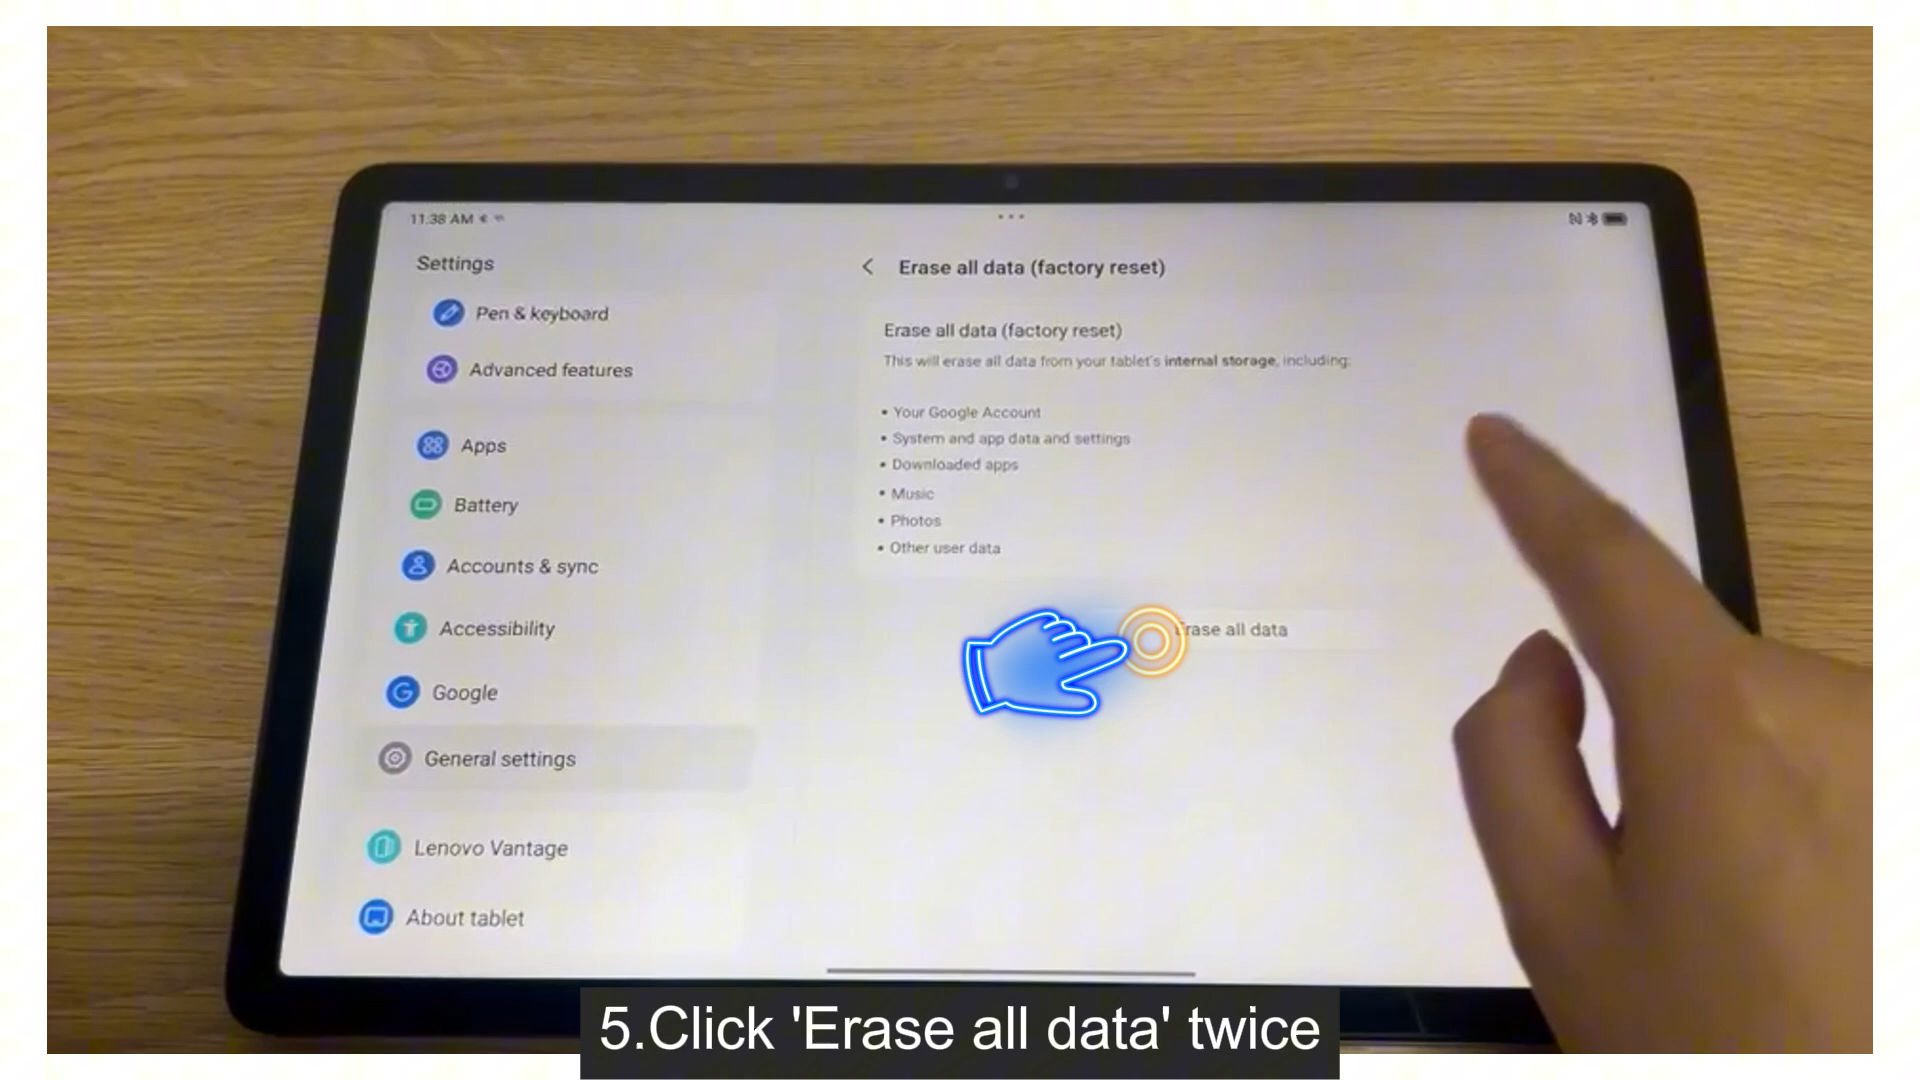 11:38 AM
Settings
Pen & keyboard
Advanced features
Apps
Battery
Accounts & sync
Accessibility
Google
General settings
Lenovo Vantage
About tablet
Erase all data (factory reset)
Erase all data (factory reset)
This will erase all data from your tablet's internal storage, including:
• Your Google Account
• System and app data and settings
• Downloaded apps
• Music
• Photos
• Other user data
Erase all data
5.Click 'Erase all data' twice